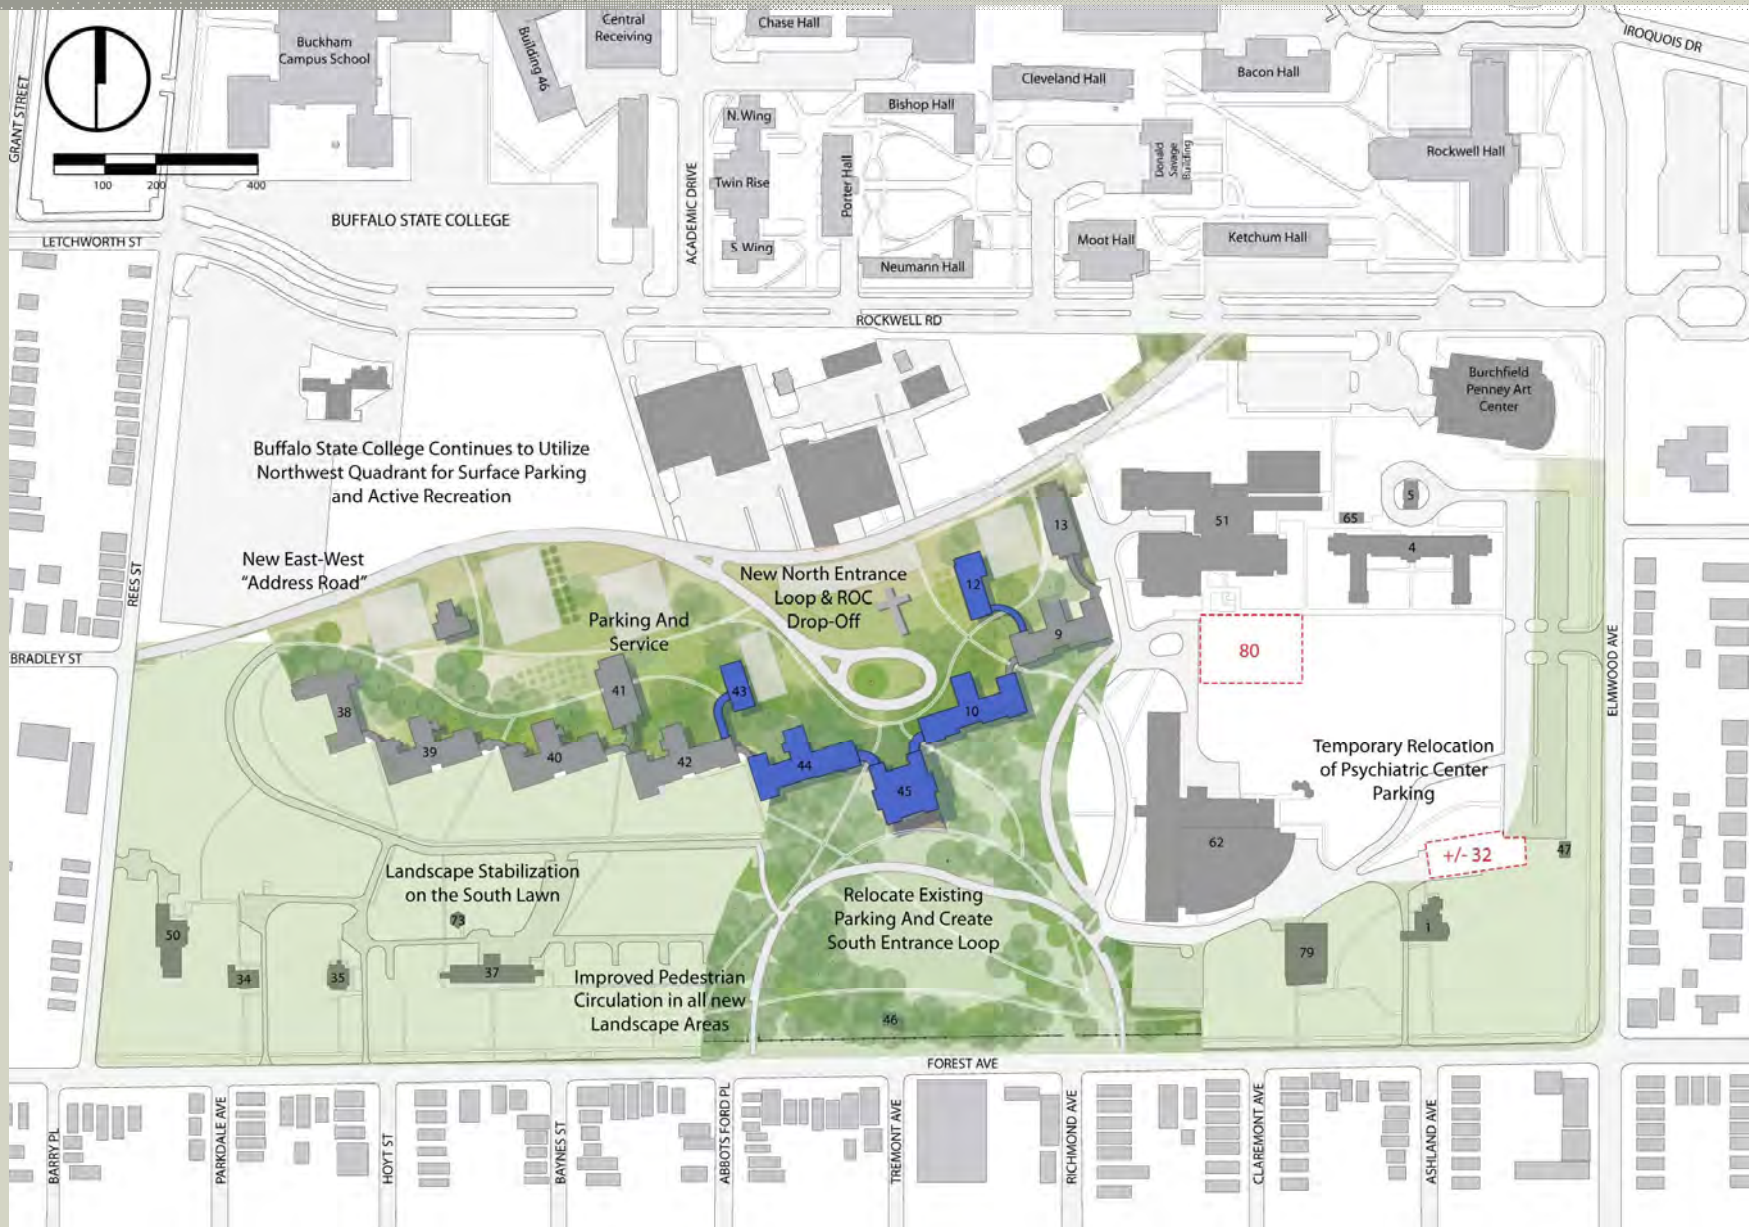 Buckham
Campus School
Building 46
Central
Receiving
Chase Hall
Cleveland Hall
Bacon Hall
IROQUOIS DR
GRANT STREET
100
200
400
N. Wing
Twin Rise
S. Wing
ACADEMIC DRIVE
Porter Hall
Bishop Hall
Neumann Hall
Donald
Savage
Building
Moot Hall
Ketchum Hall
Rockwell Hall
BUFFALO STATE COLLEGE
LETCHWORTH ST
ROCKWELL RD
Burchfield
Penney Art
Center
Buffalo State College Continues to Utilize
Northwest Quadrant for Surface Parking
and Active Recreation
New East-West
“Address Road”
REES ST
BRADLEY ST
13
51
65
5
4
New North Entrance
Loop & ROC
Drop-Off
12
9
Parking And
Service
80
ELMWOOD AVE
41
43
38
39
40
42
44
45
10
Temporary Relocation
of Psychiatric Center
Parking
62
+/- 32
47
Landscape Stabilization
on the South Lawn
73
50
34
35
37
Relocate Existing
Parking And Create
South Entrance Loop
79
1
Improved Pedestrian
Circulation in all new
Landscape Areas
46
FOREST AVE
BARRY PL
PARKDALE AVE
HOYT ST
BAYNES ST
ABBOTS FORD PL
TREMONT AVE
RICHMOND AVE
CLAREMONT AVE
ASHLAND AVE